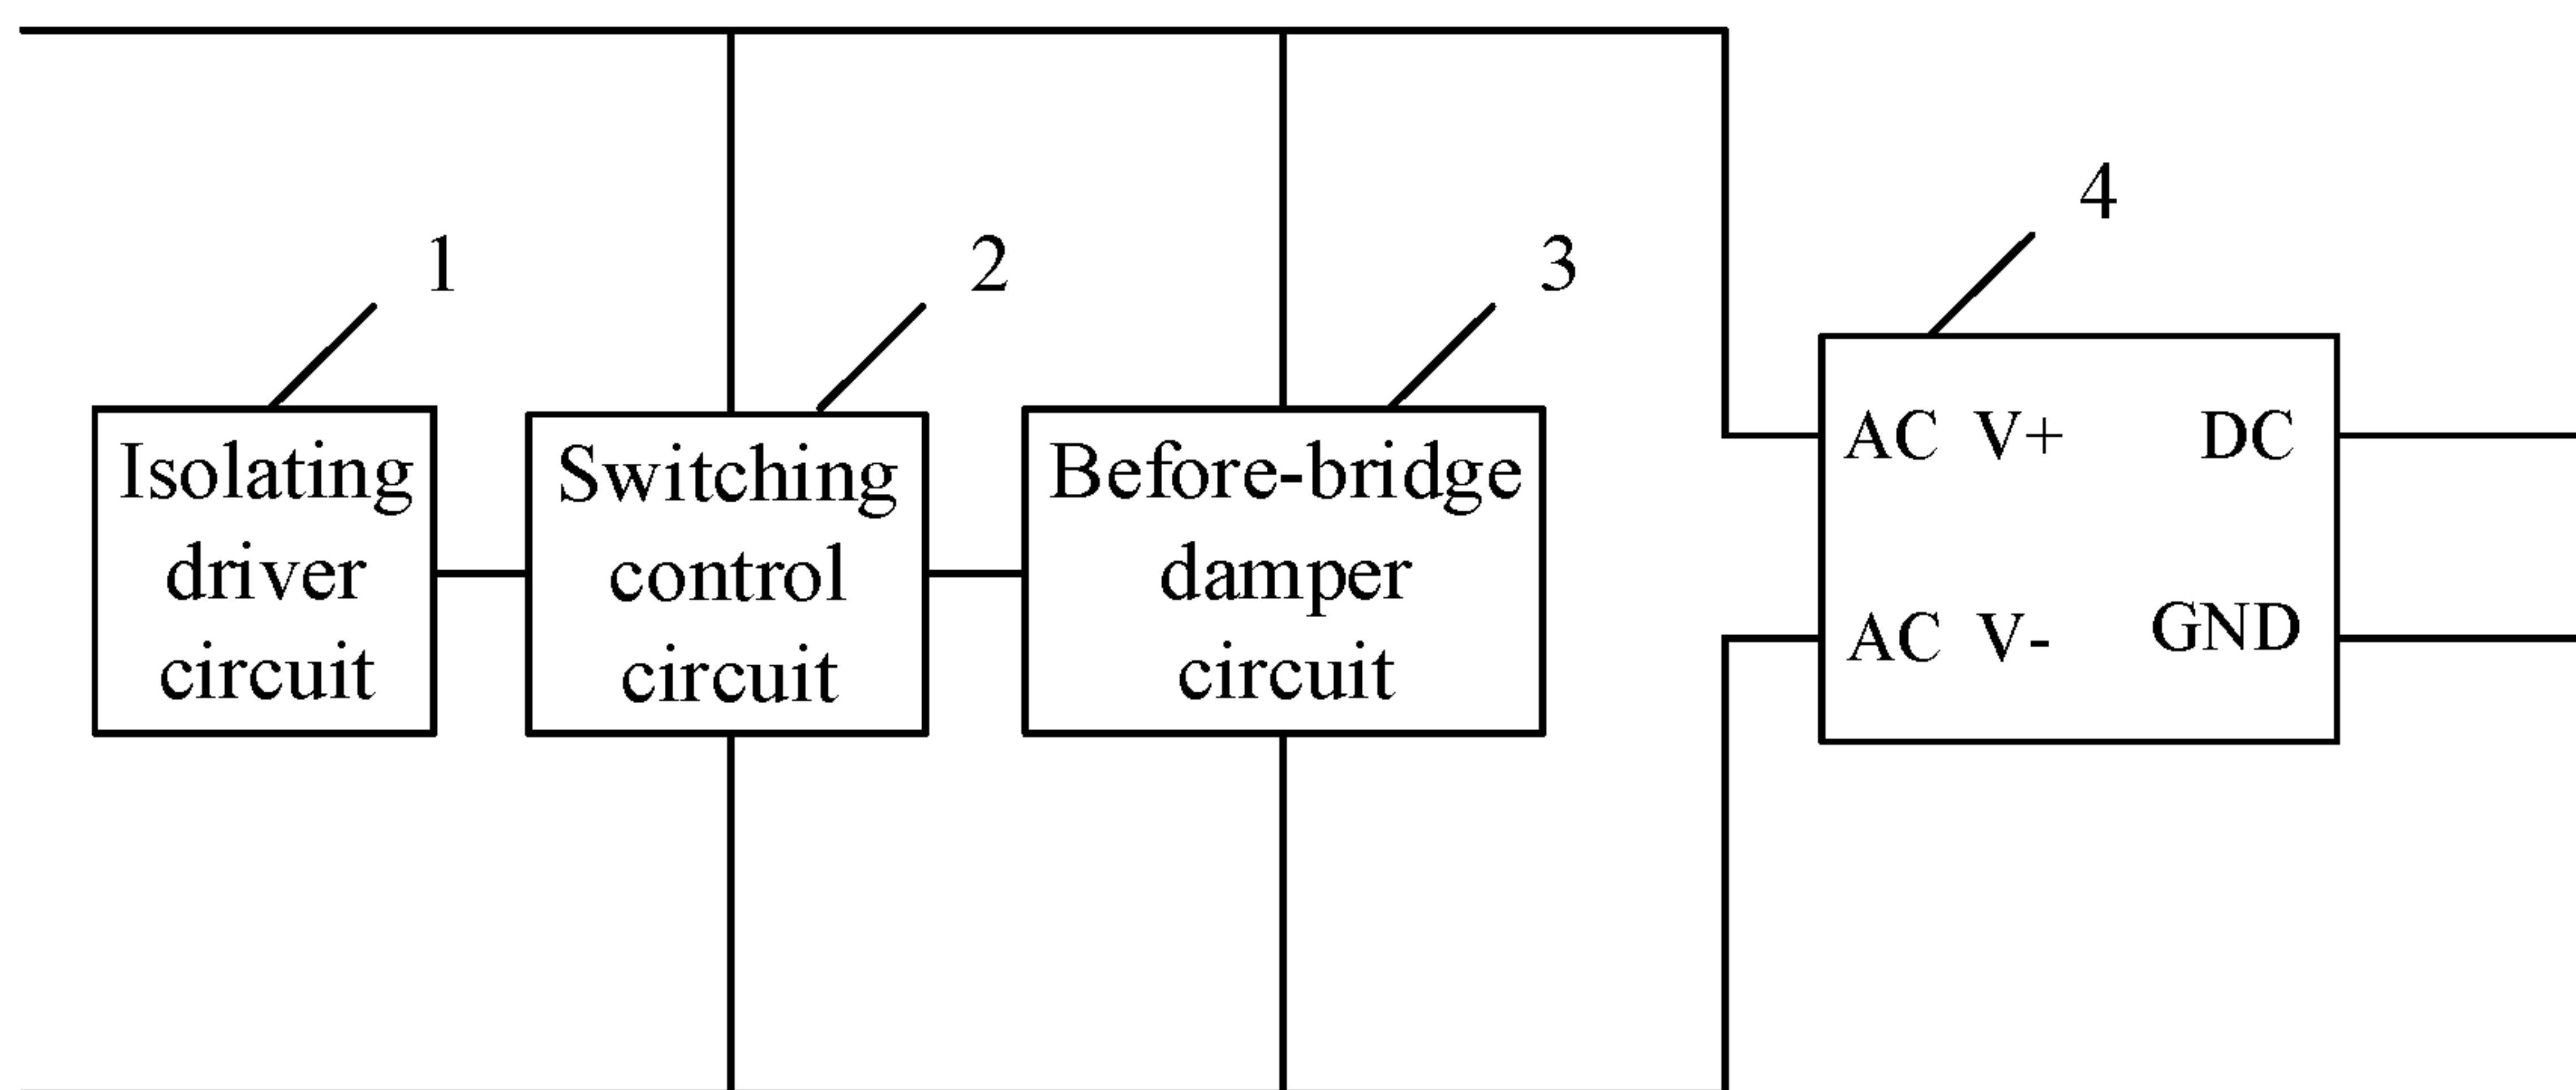 1
2
3
4
Isolating
driver
circuit
Switching
control
circuit
Before-bridge
damper
circuit
AC V+ DC
AC V- GND